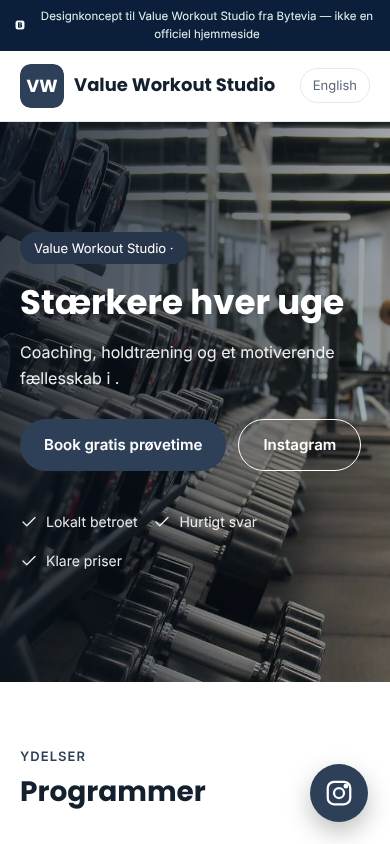 Designkoncept til Value Workout Studio fra Bytevia — ikke en
officiel hjemmeside
VW
Value Workout Studio
English
Value Workout Studio ·
Stærkere hver uge
Coaching, holdtræning og et motiverende
fællesskab i .
Book gratis prøvetime
Instagram
Lokalt betroet
Hurtigt svar
Klare priser
YDELSER
Programmer